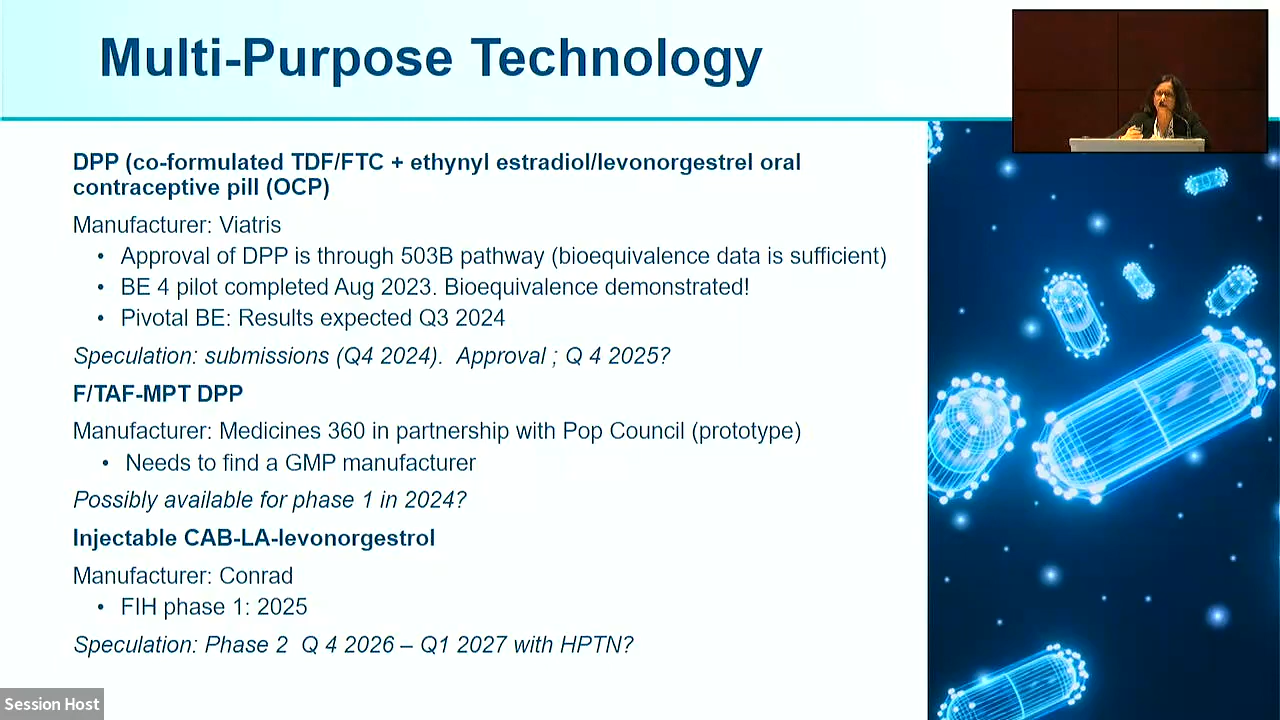 Multi-Purpose Technology
DPP (co-formulated TDF/FTC + ethynyl estradiol/levonorgestrel oral
contraceptive pill (OCP)
Manufacturer: Viatris
• Approval of DPP is through 503B pathway (bioequivalence data is sufficient)
• BE 4 pilot completed Aug 2023. Bioequivalence demonstrated!
• Pivotal BE: Results expected Q3 2024
Speculation: submissions (Q4 2024). Approval ; Q 4 2025?
F/TAF-MPT DPP
Manufacturer: Medicines 360 in partnership with Pop Council (prototype)
• Needs to find a GMP manufacturer
Possibly available for phase 1 in 2024?
Injectable CAB-LA-levonorgestrol
Manufacturer: Conrad
• FIH phase 1: 2025
Speculation: Phase 2 Q 4 2026 – Q1 2027 with HPTN?
Session Host